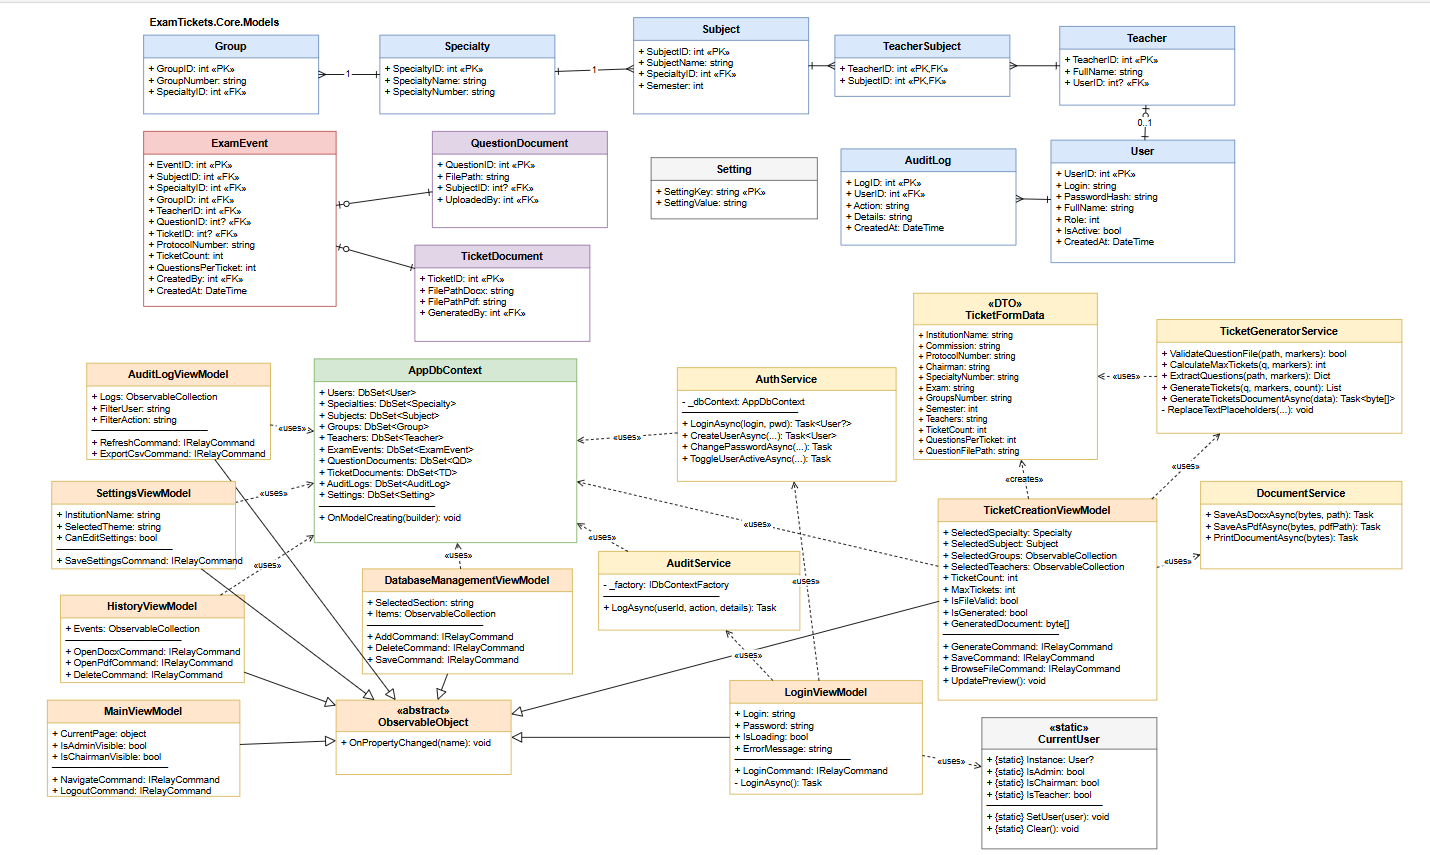 ExamTickets.Core.Models
Group
+ GroupID: int «PK»
+ GroupNumber: string
+ SpecialtyID: int «FK»
1
Specialty
+ SpecialtyID: int «PK»
+ SpecialtyName: string
+ SpecialtyNumber: string
1
Subject
+ SubjectID: int «PK»
+ SubjectName: string
+ SpecialtyID: int «FK»
+ Semester: int
TeacherSubject
+ TeacherID: int «PK,FK»
+ SubjectID: int «PK,FK»
Teacher
+ TeacherID: int «PK»
+ FullName: string
+ UserID: int? «FK»
0..1
ExamEvent
+ EventID: int «PK»
+ SubjectID: int «FK»
+ SpecialtyID: int «FK»
+ GroupID: int «FK»
+ TeacherID: int «FK»
+ QuestionID: int? «FK»
+ TicketID: int? «FK»
+ ProtocolNumber: string
+ TicketCount: int
+ QuestionsPerTicket: int
+ CreatedBy: int «FK»
+ CreatedAt: DateTime
QuestionDocument
+ QuestionID: int «PK»
+ FilePath: string
+ SubjectID: int? «FK»
+ UploadedBy: int «FK»
Setting
+ SettingKey: string «PK»
+ SettingValue: string
AuditLog
+ LogID: int «PK»
+ UserID: int «FK»
+ Action: string
+ Details: string
+ CreatedAt: DateTime
User
+ UserID: int «PK»
+ Login: string
+ PasswordHash: string
+ FullName: string
+ Role: int
+ IsActive: bool
+ CreatedAt: DateTime
TicketDocument
+ TicketID: int «PK»
+ FilePathDocx: string
+ FilePathPdf: string
+ GeneratedBy: int «FK»
«DTO»
TicketFormData
+ InstitutionName: string
+ Commission: string
+ ProtocolNumber: string
+ Chairman: string
+ SpecialtyNumber: string
+ Exam: string
+ GroupsNumber: string
+ Semester: int
+ Teachers: string
+ TicketCount: int
+ QuestionsPerTicket: int
+ QuestionFilePath: string
«uses»
TicketGeneratorService
+ ValidateQuestionFile(path, markers): bool
+ CalculateMaxTickets(q, markers): int
+ ExtractQuestions(path, markers): Dict
+ GenerateTickets(q, markers, count): List
+ GenerateTicketsDocumentAsync(data): Task<byte[]>
- ReplaceTextPlaceholders(...): void
AuditLogViewModel
+ Logs: ObservableCollection
+ FilterUser: string
+ FilterAction: string
+ RefreshCommand: IRelayCommand
+ ExportCsvCommand: IRelayCommand
«uses»
AppDbContext
+ Users: DbSet<User>
+ Specialties: DbSet<Specialty>
+ Subjects: DbSet<Subject>
+ Groups: DbSet<Group>
+ Teachers: DbSet<Teacher>
+ ExamEvents: DbSet<ExamEvent>
+ QuestionDocuments: DbSet<QD>
+ TicketDocuments: DbSet<TD>
+ AuditLogs: DbSet<AuditLog>
+ Settings: DbSet<Setting>
+ OnModelCreating(builder): void
«uses»
AuthService
- _dbContext: AppDbContext
+ LoginAsync(login, pwd): Task<User?>
+ CreateUserAsync(...): Task<User>
+ ChangePasswordAsync(...): Task
+ ToggleUserActiveAsync(...): Task
«uses»
«creates»
SettingsViewModel
+ InstitutionName: string
+ SelectedTheme: string
+ CanEditSettings: bool
+ SaveSettingsCommand: IRelayCommand
«uses»
DocumentService
+ SaveAsDocxAsync(bytes, path): Task
+ SaveAsPdfAsync(bytes, pdfPath): Task
+ PrintDocumentAsync(bytes): Task
TicketCreationViewModel
+ SelectedSpecialty: Specialty
+ SelectedSubject: Subject
+ SelectedGroups: ObservableCollection
+ SelectedTeachers: ObservableCollection
+ TicketCount: int
+ MaxTickets: int
+ IsFileValid: bool
+ IsGenerated: bool
+ GeneratedDocument: byte[]
+ GenerateCommand: IRelayCommand
+ SaveCommand: IRelayCommand
+ BrowseFileCommand: IRelayCommand
+ UpdatePreview(): void
«uses»
«uses»
«uses»
«uses»
«uses»
AuditService
- _factory: IDbContextFactory
+ LogAsync(userId, action, details): Task
«uses»
«uses»
DatabaseManagementViewModel
+ SelectedSection: string
+ Items: ObservableCollection
+ AddCommand: IRelayCommand
+ DeleteCommand: IRelayCommand
+ SaveCommand: IRelayCommand
HistoryViewModel
+ Events: ObservableCollection
+ OpenDocxCommand: IRelayCommand
+ OpenPdfCommand: IRelayCommand
+ DeleteCommand: IRelayCommand
MainViewModel
+ CurrentPage: object
+ IsAdminVisible: bool
+ IsChairmanVisible: bool
+ NavigateCommand: IRelayCommand
+ LogoutCommand: IRelayCommand
«abstract»
ObservableObject
+ OnPropertyChanged(name): void
LoginViewModel
+ Login: string
+ Password: string
+ IsLoading: bool
+ ErrorMessage: string
+ LoginCommand: IRelayCommand
- LoginAsync(): Task
«uses»
«static»
CurrentUser
+ {static} Instance: User?
+ {static} IsAdmin: bool
+ {static} IsChairman: bool
+ {static} IsTeacher: bool
+ {static} SetUser(user): void
+ {static} Clear(): void